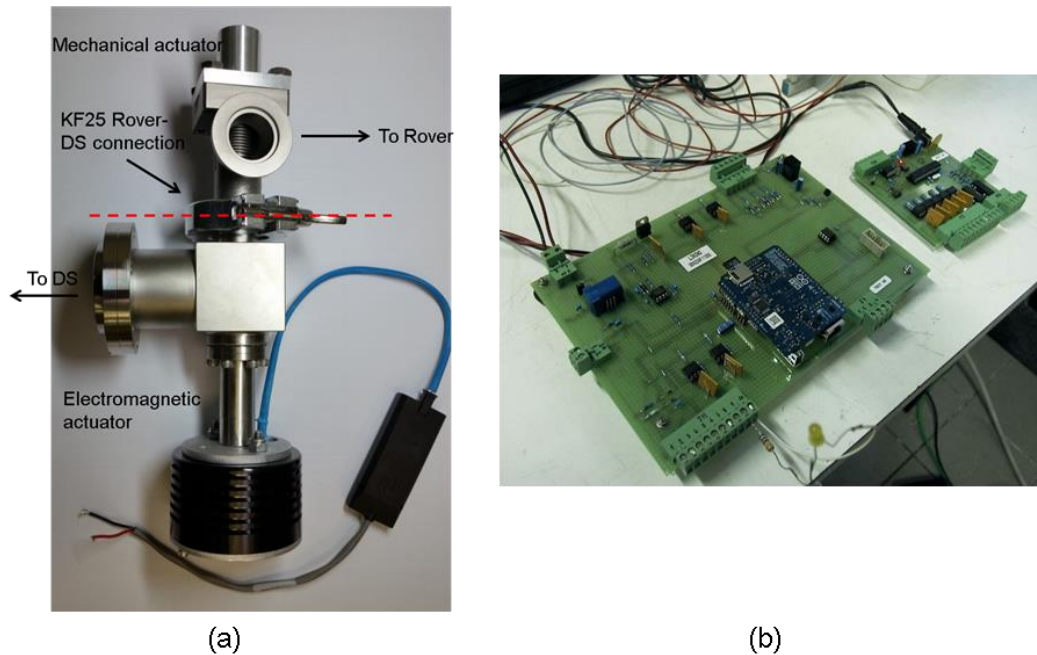 Mechanical actuator
KF25 Rover-
DS connection
To Rover
To DS
Electromagnetic
actuator
(a)
(b)